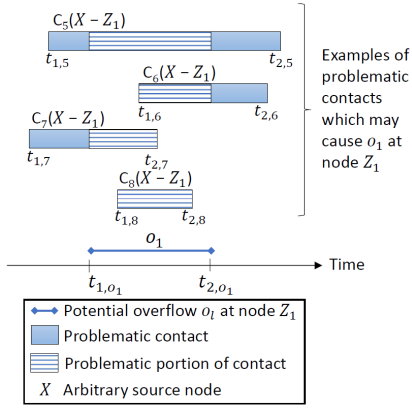 C₅(X − Z₁)
t₁,₅ t₂,₅
C₆(X − Z₁)
t₁,₆ t₂,₆
C₇(X − Z₁)
t₁,₇ t₂,₇
C₈(X − Z₁)
t₁,₈ t₂,₈
Examples of
problematic
contacts
which may
cause o₁ at
node Z₁
o₁
Time
t₁,ₒ₁ t₂,ₒ₁
Potential overflow oₗ at node Z₁
Problematic contact
Problematic portion of contact
X Arbitrary source node